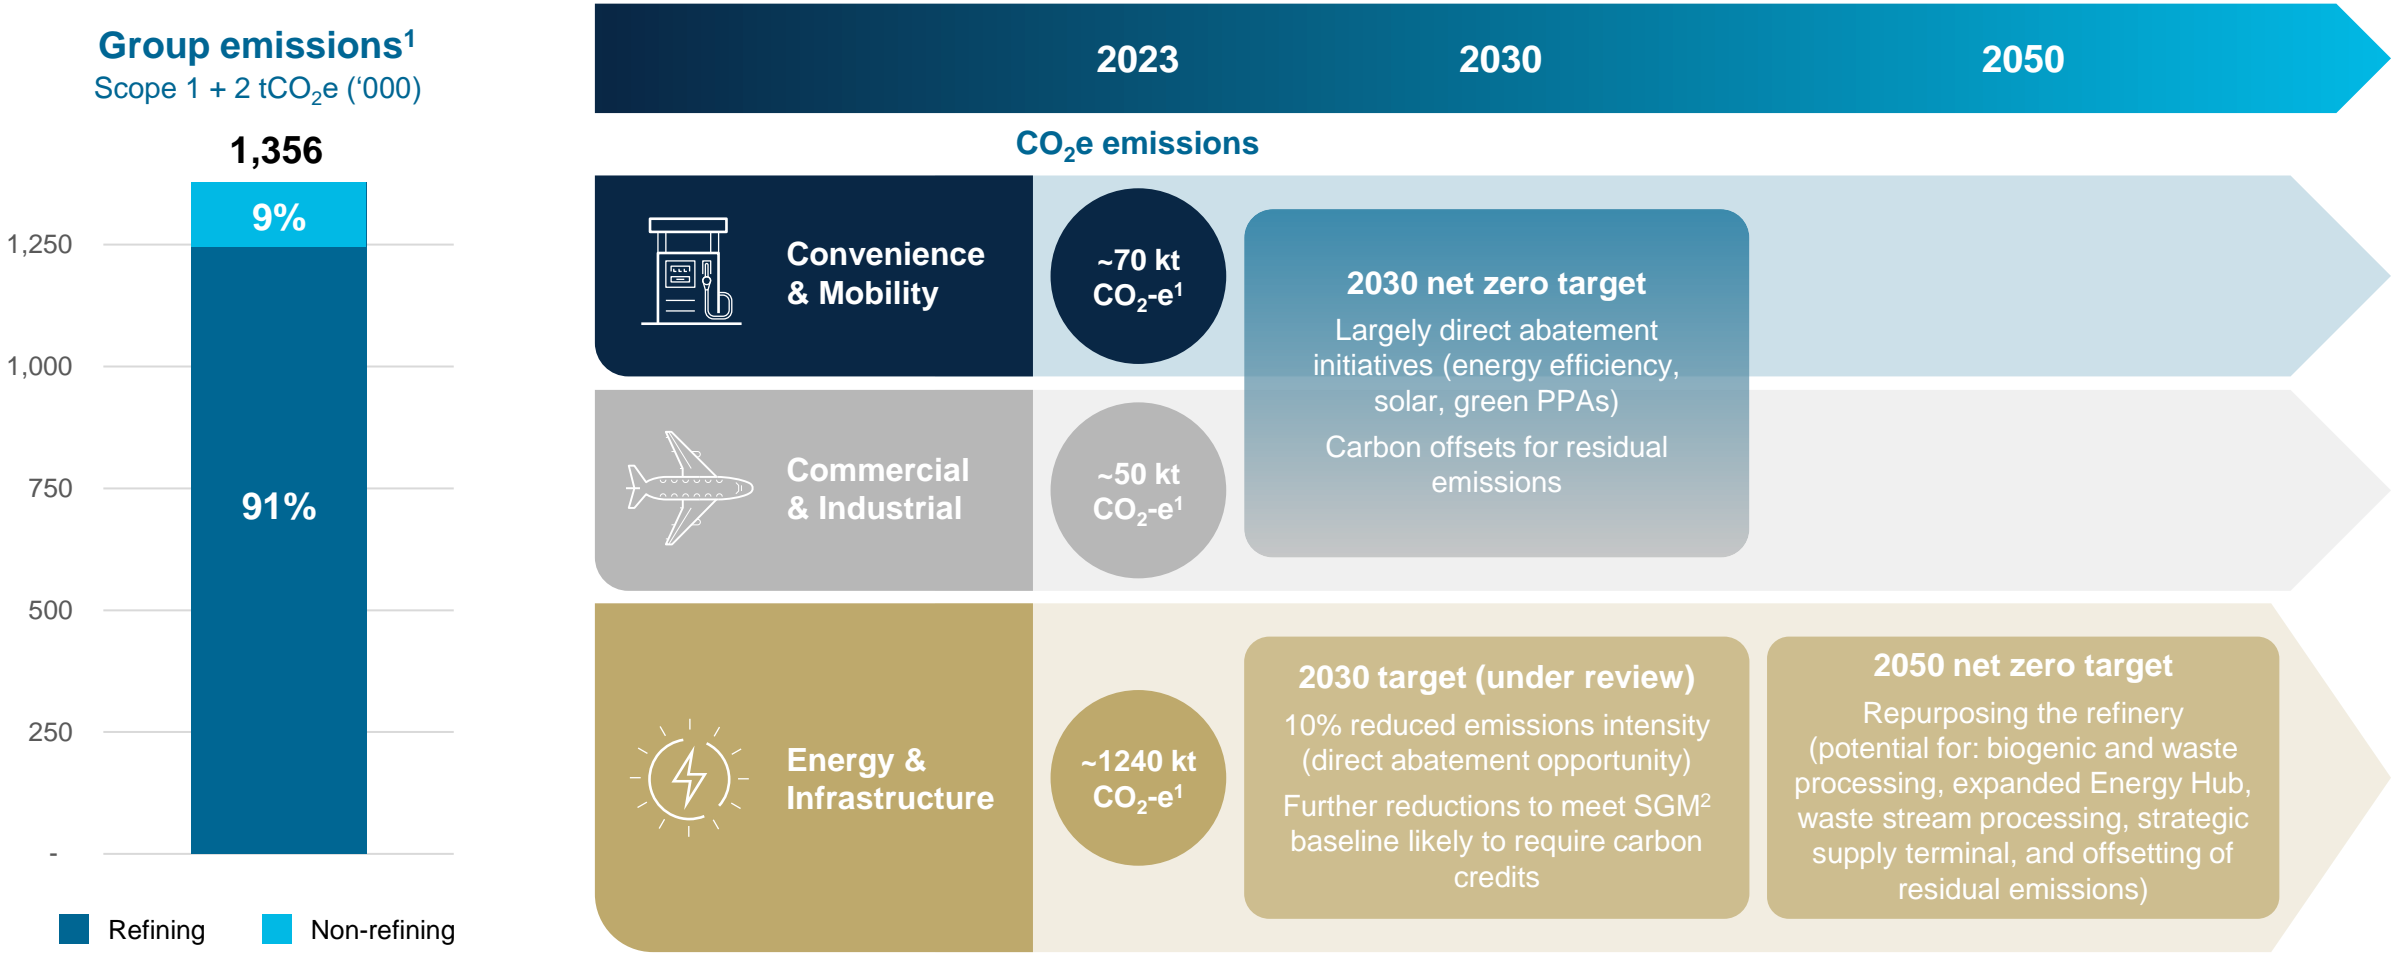 Group emissions¹
Scope 1 + 2 tCO₂e (‘000)
1,356
9%
91%
1,250
1,000
750
500
250
-
Refining
Non-refining
2023
2030
2050
CO₂e emissions
Convenience
& Mobility
~70 kt
CO₂-e¹
2030 net zero target
Largely direct abatement
initiatives (energy efficiency,
solar, green PPAs)
Carbon offsets for residual
emissions
Commercial
& Industrial
~50 kt
CO₂-e¹
Energy &
Infrastructure
~1240 kt
CO₂-e¹
2030 target (under review)
10% reduced emissions intensity
(direct abatement opportunity)
Further reductions to meet SGM²
baseline likely to require carbon
credits
2050 net zero target
Repurposing the refinery
(potential for: biogenic and waste
processing, expanded Energy Hub,
waste stream processing, strategic
supply terminal, and offsetting of
residual emissions)